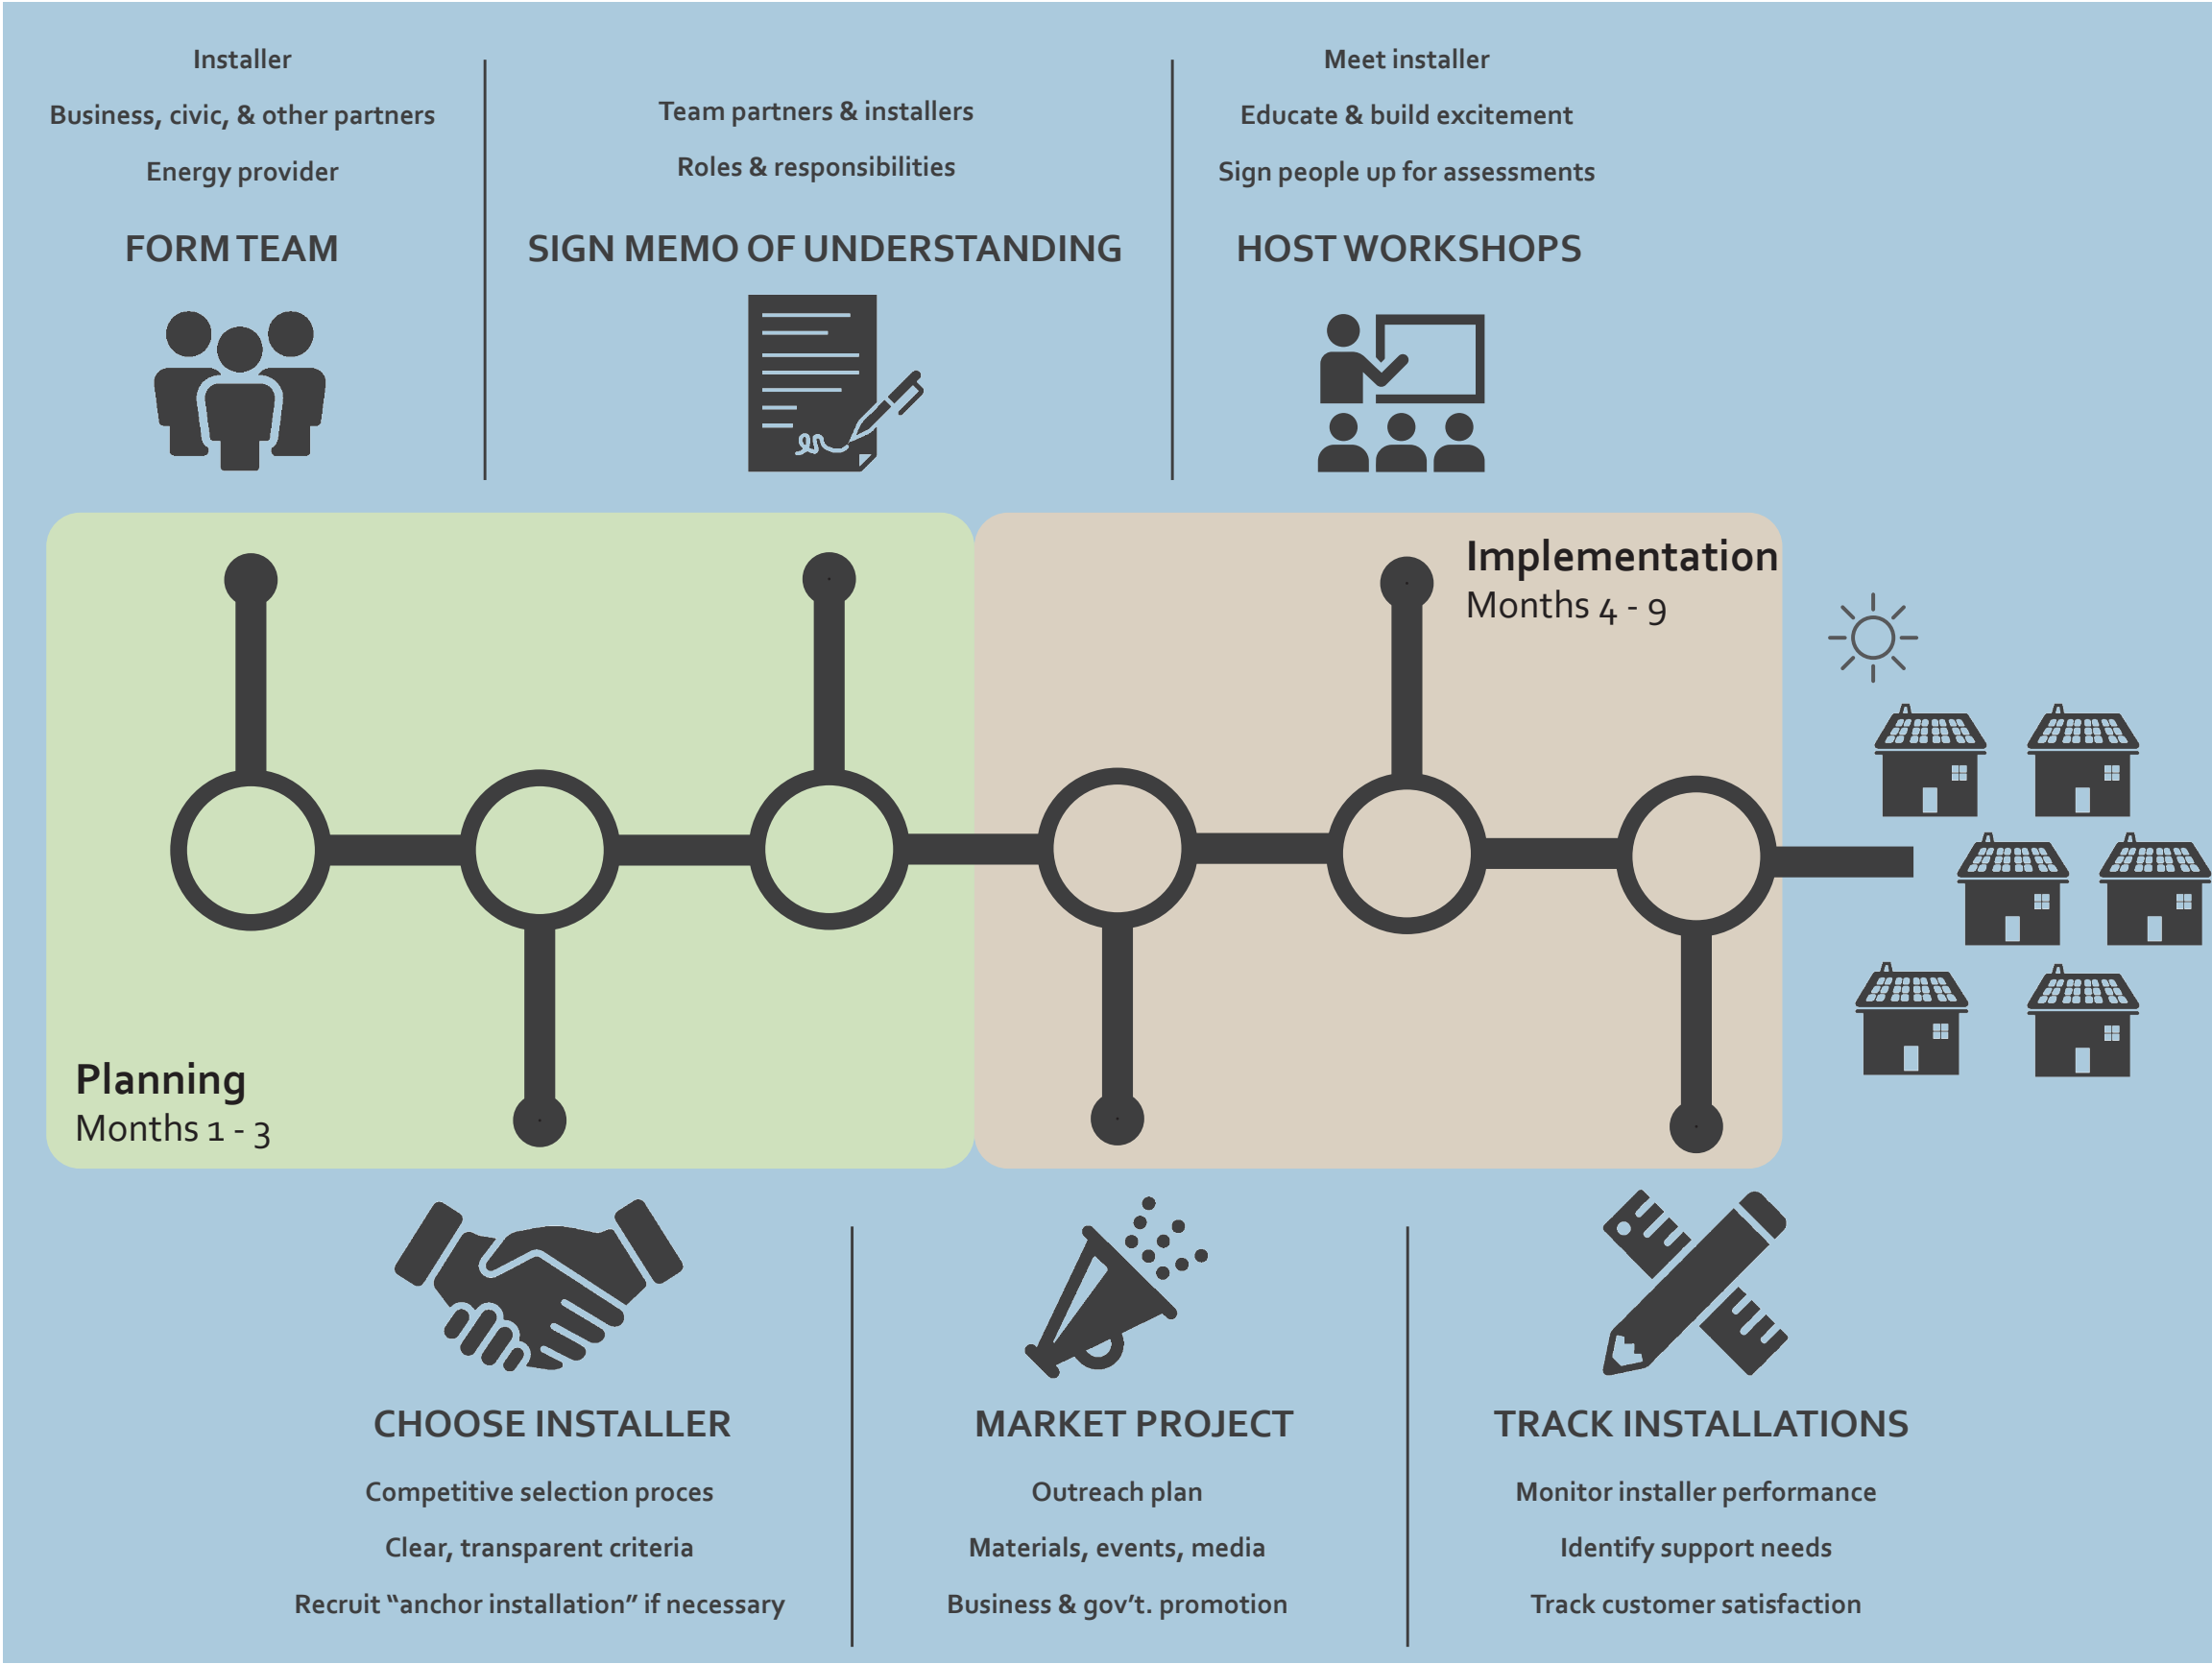 Installer
Business, civic, & other partners
Energy provider
FORM TEAM
Team partners & installers
Roles & responsibilities
SIGN MEMO OF UNDERSTANDING
Meet installer
Educate & build excitement
Sign people up for assessments
HOST WORKSHOPS
Implementation
Months 4 - 9
Planning
Months 1 - 3
CHOOSE INSTALLER
Competitive selection proces
Clear, transparent criteria
Recruit “anchor installation” if necessary
MARKET PROJECT
Outreach plan
Materials, events, media
Business & gov’t. promotion
TRACK INSTALLATIONS
Monitor installer performance
Identify support needs
Track customer satisfaction